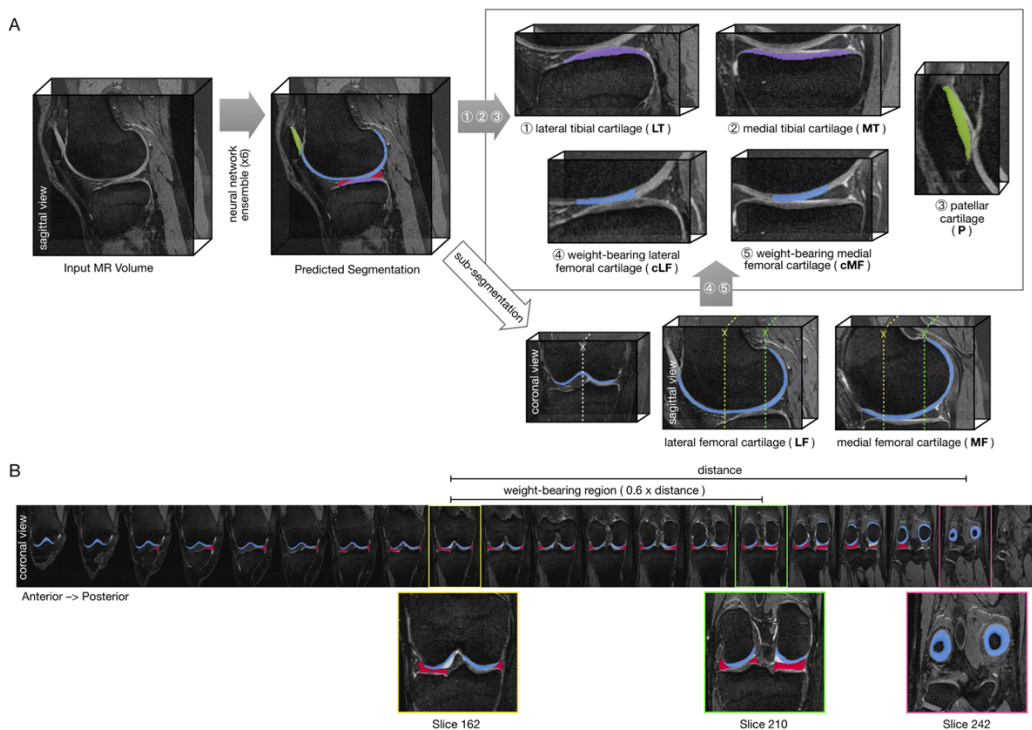 A
sagittal view
Input MR Volume
neural network
ensemble (x6)
Predicted Segmentation
① ② ③
① lateral tibial cartilage ( LT )
② medial tibial cartilage ( MT )
③ patellar
cartilage
( P )
④ weight-bearing lateral
femoral cartilage ( cLF )
⑤ weight-bearing medial
femoral cartilage ( cMF )
④ ⑤
sub-segmentation
coronal view
sagittal view
lateral femoral cartilage ( LF )
medial femoral cartilage ( MF )
B
distance
weight-bearing region ( 0.6 x distance )
coronal view
Anterior –> Posterior
Slice 162
Slice 210
Slice 242